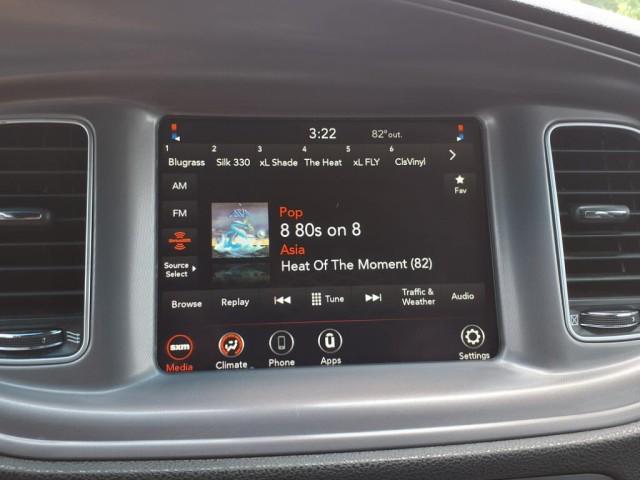 3:22 82° out.
1 2 3 4 5 6
Blugrass Silk 330 xL Shade The Heat xL FLY ClsVinyl
AM
Fav
FM
Pop
8 80s on 8
Asia
Heat Of The Moment (82)
SiriusXM
Source
Select
Browse Replay Tune Traffic & Weather Audio
sxm ü
Media Climate Phone Apps Settings